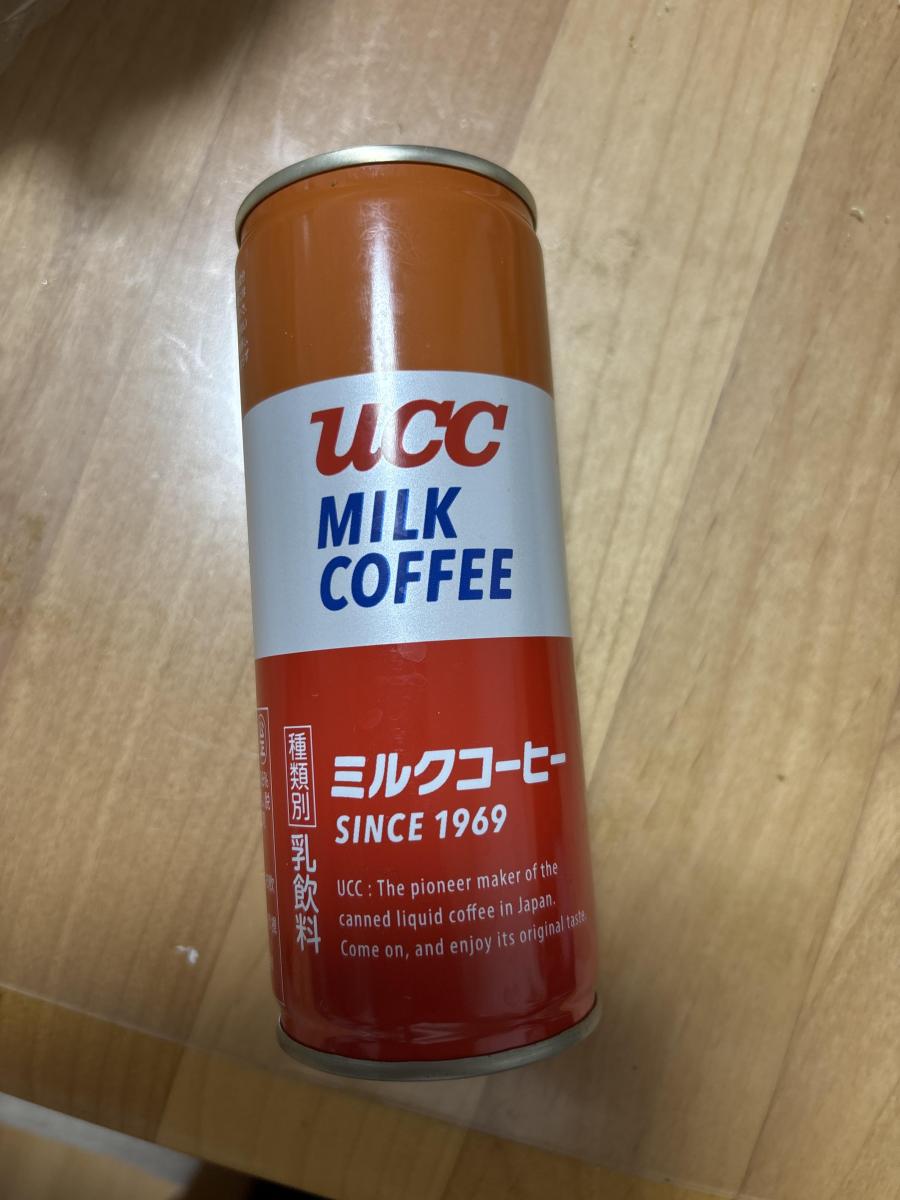 UCC
MILK
COFFEE
ミルクコーヒー
SINCE 1969
UCC : The pioneer maker of the
canned liquid coffee in Japan.
Come on, and enjoy its original taste.
種類別
乳飲料